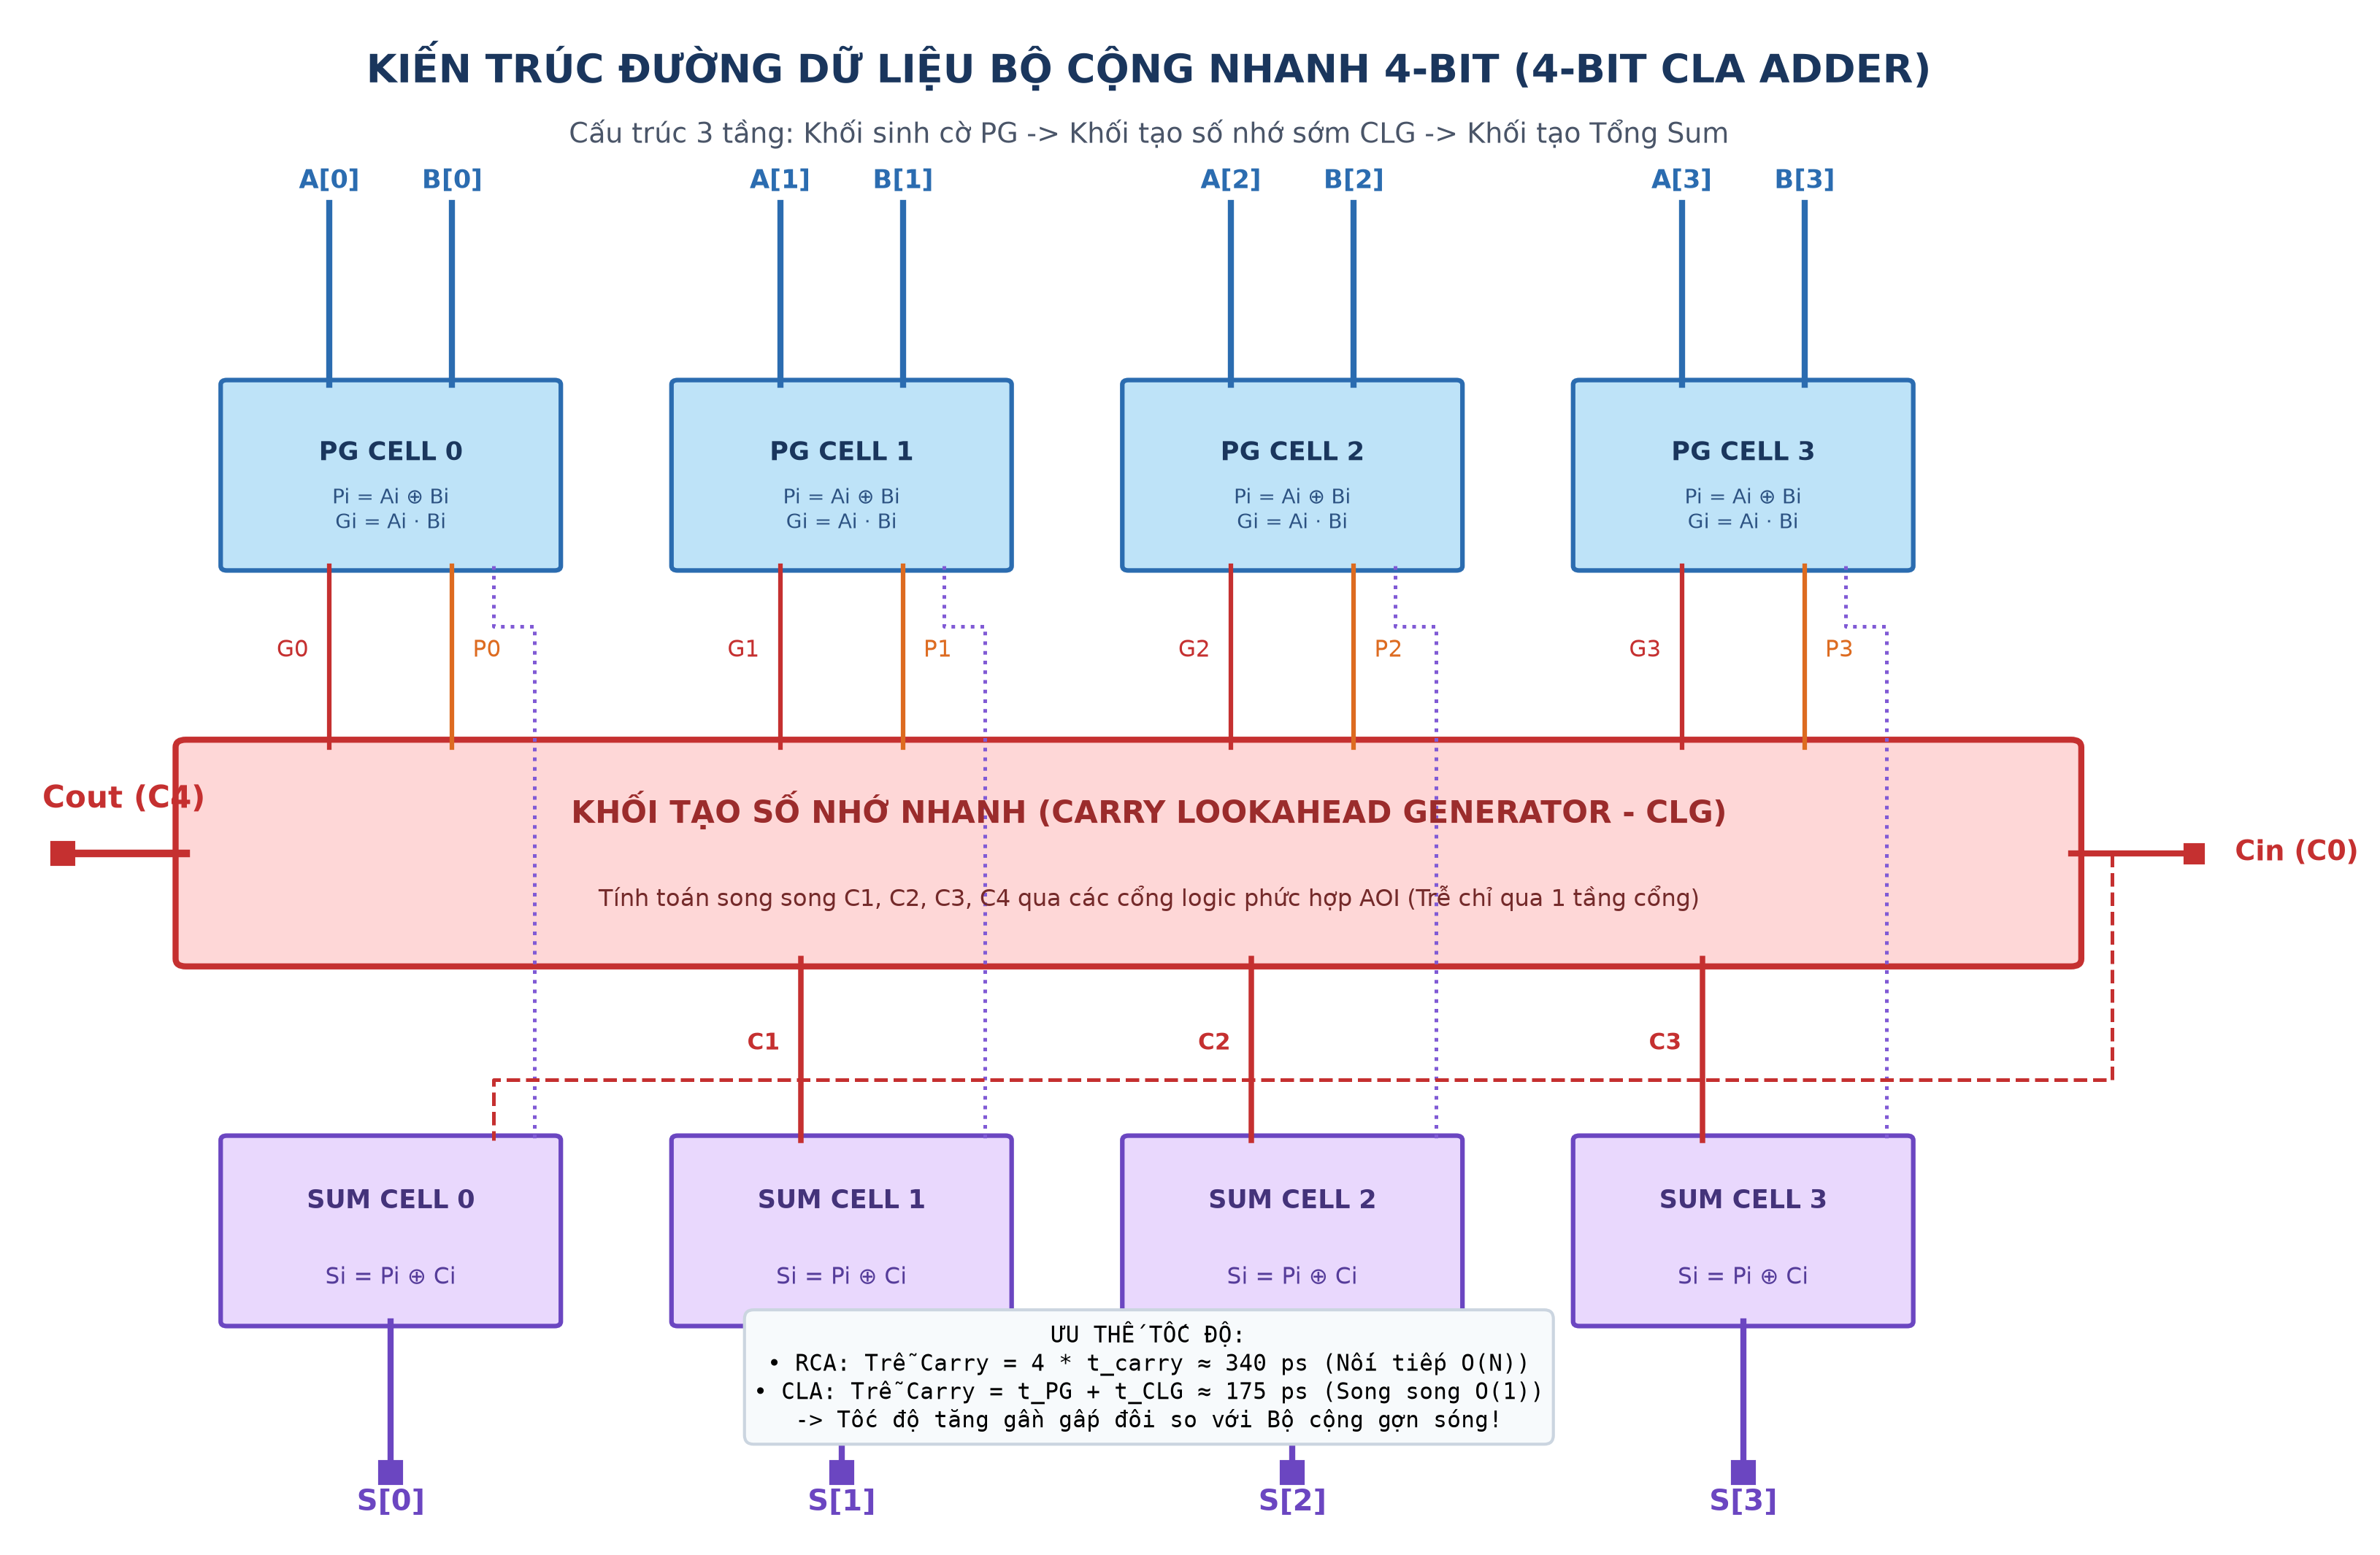 KIẾN TRÚC ĐƯỜNG DỮ LIỆU BỘ CỘNG NHANH 4-BIT (4-BIT CLA ADDER)
Cấu trúc 3 tầng: Khối sinh cờ PG -> Khối tạo số nhớ sớm CLG -> Khối tạo Tổng Sum
A[0] B[0] A[1] B[1] A[2] B[2] A[3] B[3]
PG CELL 0 PG CELL 1 PG CELL 2 PG CELL 3
Pi = Ai ⊕ Bi Pi = Ai ⊕ Bi Pi = Ai ⊕ Bi Pi = Ai ⊕ Bi
Gi = Ai · Bi Gi = Ai · Bi Gi = Ai · Bi Gi = Ai · Bi
G0 P0 G1 P1 G2 P2 G3 P3
Cout (C4)
KHỐI TẠO SỐ NHỚ NHANH (CARRY LOOKAHEAD GENERATOR - CLG)
Cin (C0)
Tính toán song song C1, C2, C3, C4 qua các cổng logic phức hợp AOI (Trễ chỉ qua 1 tầng cổng)
C1 C2 C3
SUM CELL 0 SUM CELL 1 SUM CELL 2 SUM CELL 3
Si = Pi ⊕ Ci Si = Pi ⊕ Ci Si = Pi ⊕ Ci Si = Pi ⊕ Ci
ƯU THẾ TỐC ĐỘ:
• RCA: Trễ Carry = 4 * t_carry ≈ 340 ps (Nối tiếp O(N))
• CLA: Trễ Carry = t_PG + t_CLG ≈ 175 ps (Song song O(1))
-> Tốc độ tăng gần gấp đôi so với Bộ cộng gợn sóng!
S[0] S[1] S[2] S[3]